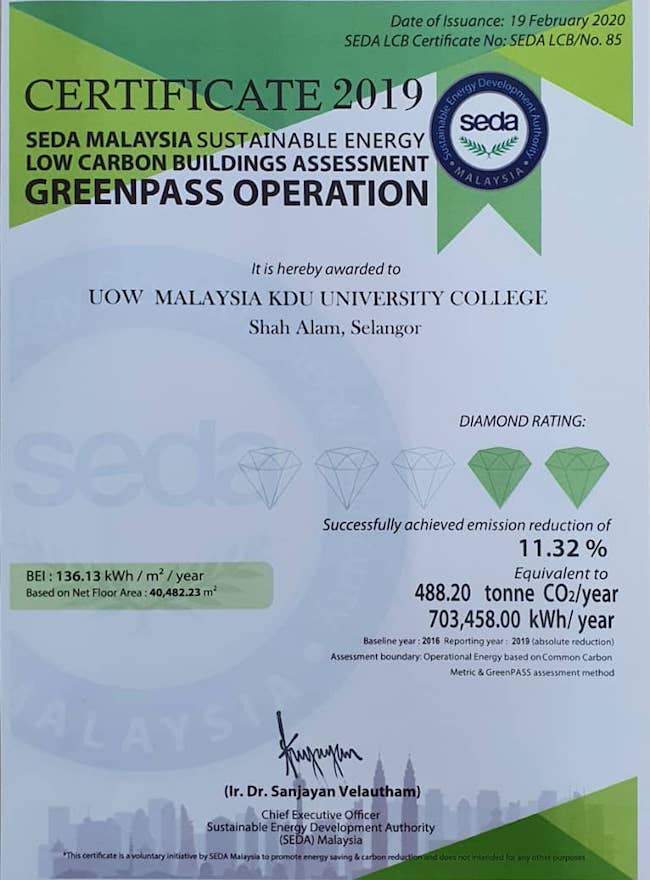 Date of Issuance: 19 February 2020
SEDA LCB Certificate No: SEDA LCB/No. 85
CERTIFICATE 2019
SEDA MALAYSIA SUSTAINABLE ENERGY
LOW CARBON BUILDINGS ASSESSMENT
GREENPASS OPERATION
Sustainable Energy Development Authority
seda
MALAYSIA
It is hereby awarded to
UOW MALAYSIA KDU UNIVERSITY COLLEGE
Shah Alam, Selangor
DIAMOND RATING:
seda
Successfully achieved emission reduction of
11.32 %
Equivalent to
488.20 tonne CO₂/year
703,458.00 kWh/ year
BEI : 136.13 kWh / m² / year
Based on Net Floor Area : 40,482.23 m²
Baseline year : 2016 Reporting year : 2019 (absolute reduction)
Assessment boundary: Operational Energy based on Common Carbon
Metric & GreenPASS assessment method
MALAYSIA
(Ir. Dr. Sanjayan Velautham)
Chief Executive Officer
Sustainable Energy Development Authority
(SEDA) Malaysia
*This certificate is a voluntary initiative by SEDA Malaysia to promote energy saving & carbon reduction and does not intended for any other purposes